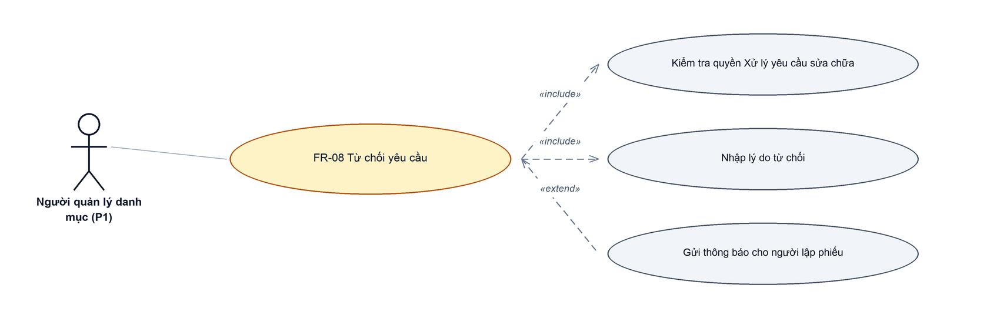 Kiểm tra quyền Xử lý yêu cầu sửa chữa
«include»
«include»
FR-08 Từ chối yêu cầu
Nhập lý do từ chối
«extend»
Người quản lý danh
mục (P1)
Gửi thông báo cho người lập phiếu